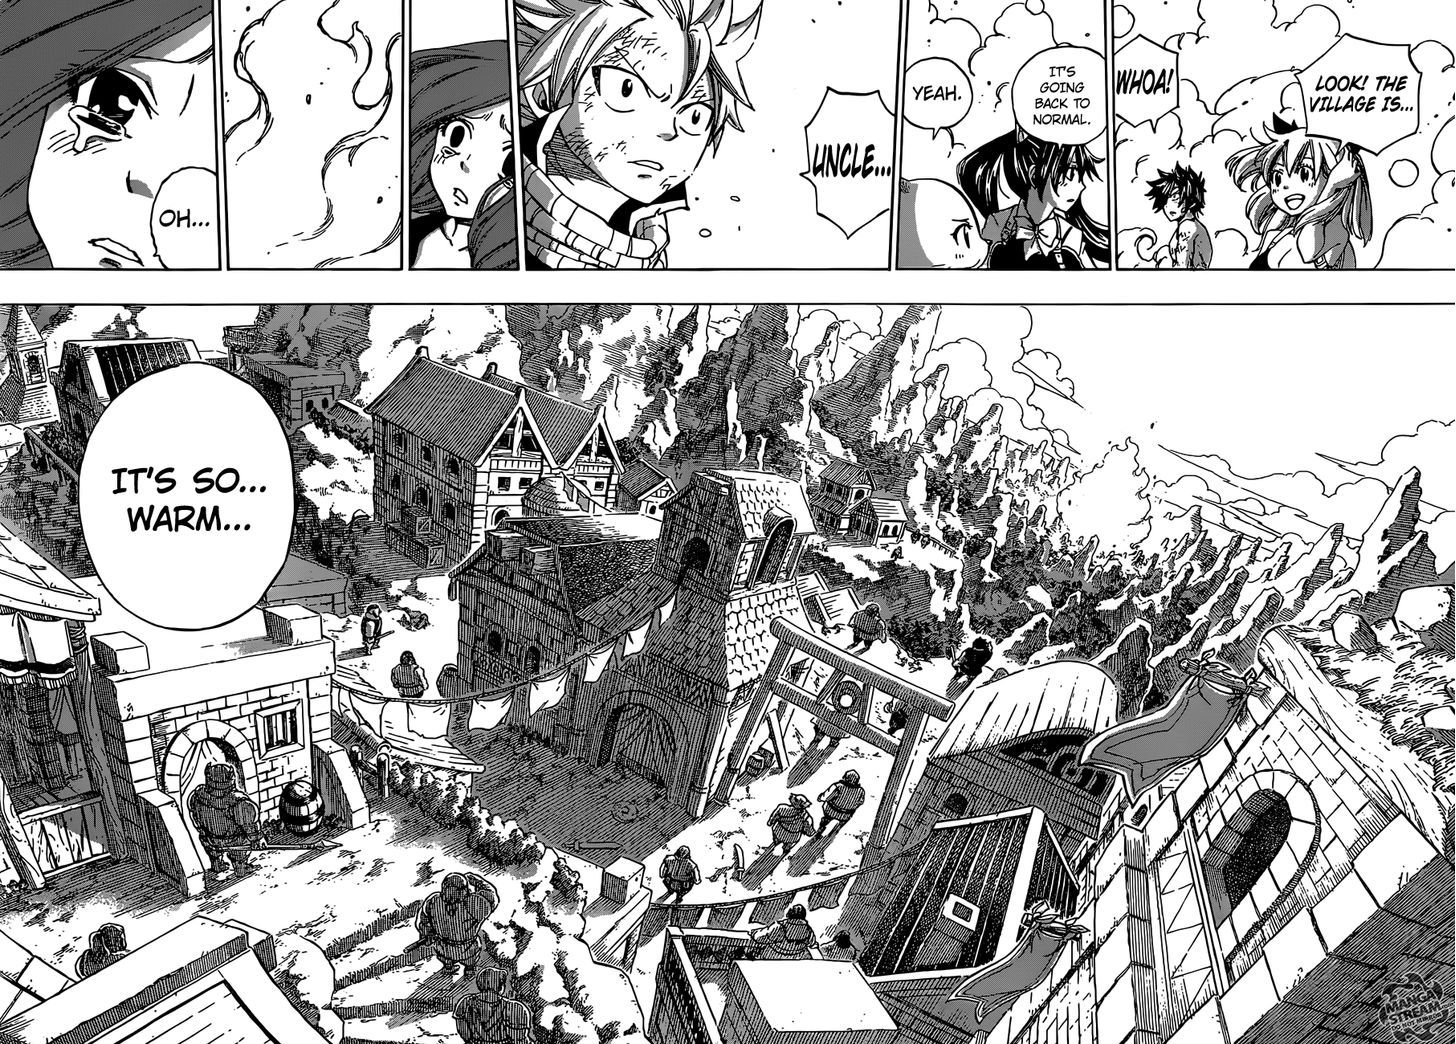 LOOK! THE
VILLAGE IS...
WHOA!
IT'S
GOING
BACK TO
NORMAL.
YEAH.
UNCLE...
OH...
IT'S SO...
WARM...
MANGA
STREAM